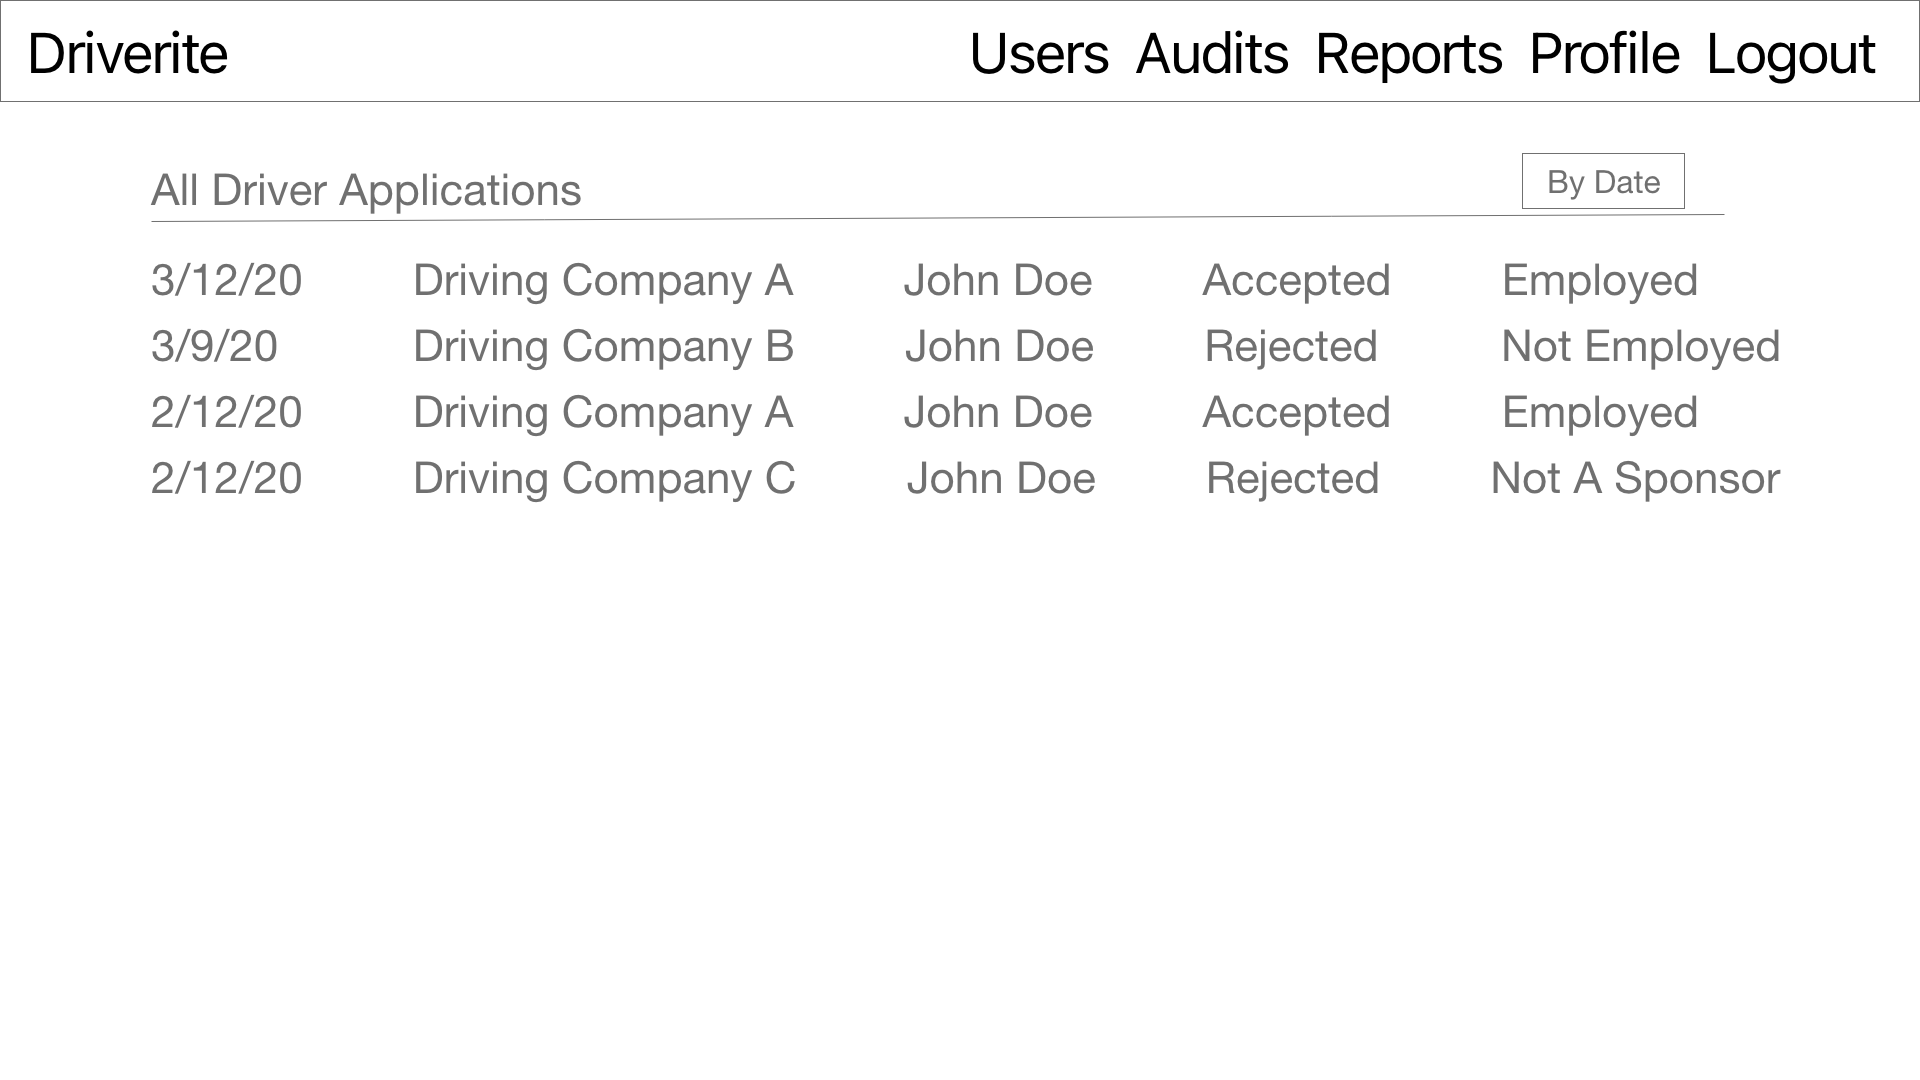 Driverite Users Audits Reports Profile Logout
All Driver Applications By Date
3/12/20 Driving Company A John Doe Accepted Employed
3/9/20 Driving Company B John Doe Rejected Not Employed
2/12/20 Driving Company A John Doe Accepted Employed
2/12/20 Driving Company C John Doe Rejected Not A Sponsor